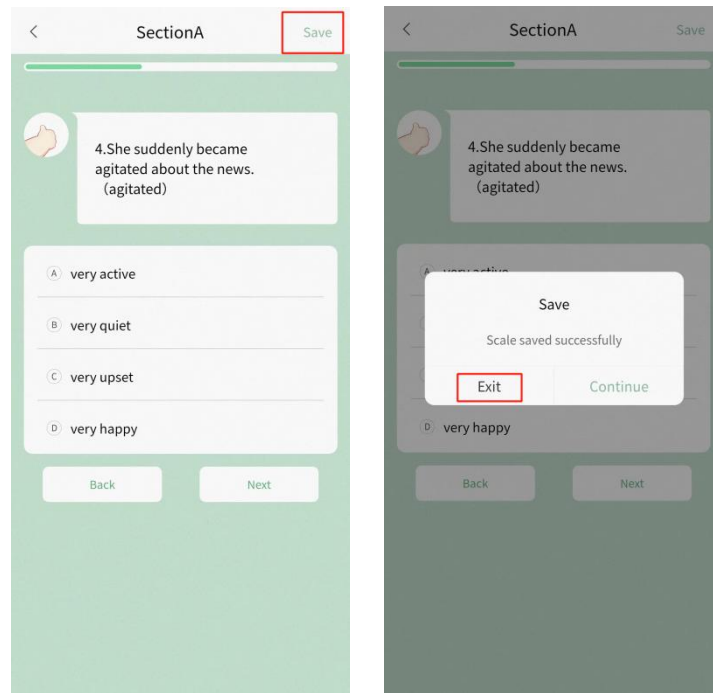 SectionA
Save
4.She suddenly became
agitated about the news.
（agitated）
A very active
B very quiet
C very upset
D very happy
Back
Next
SectionA
Save
4.She suddenly became
agitated about the news.
（agitated）
A very active
Save
Scale saved successfully
Exit
Continue
D very happy
Back
Next